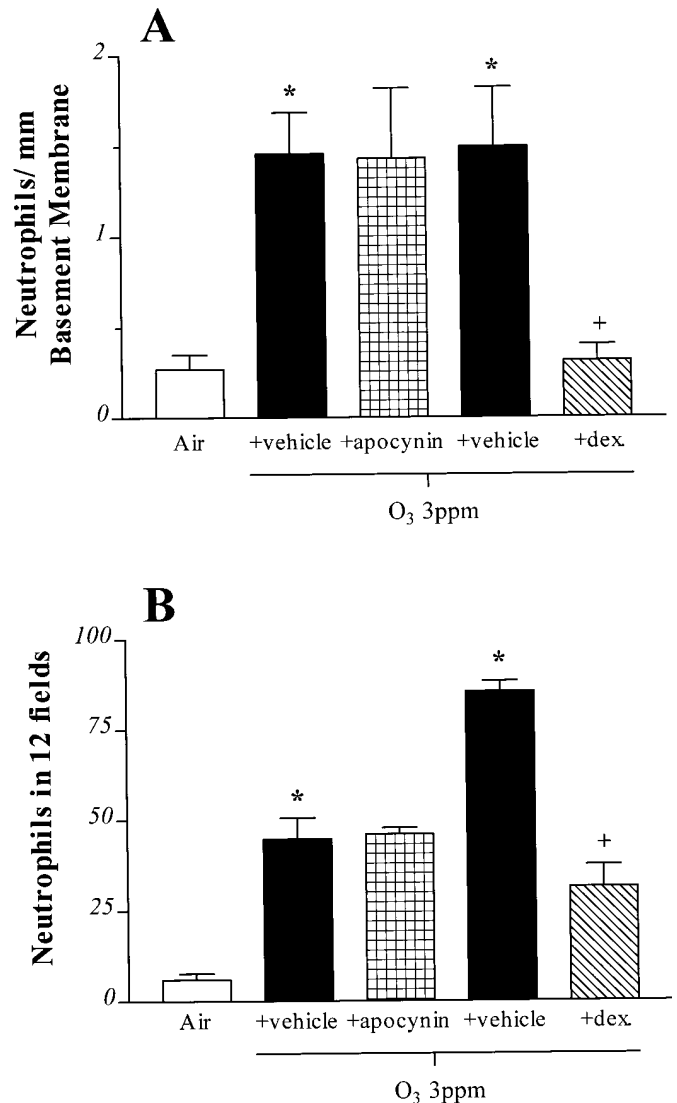 A
Neutrophils/ mm
Basement Membrane
2
1
0
* * +
Air +vehicle +apocynin +vehicle +dex.
O₃ 3ppm
B
Neutrophils in 12 fields
100
75
50
25
0
* * +
Air +vehicle +apocynin +vehicle +dex.
O₃ 3ppm